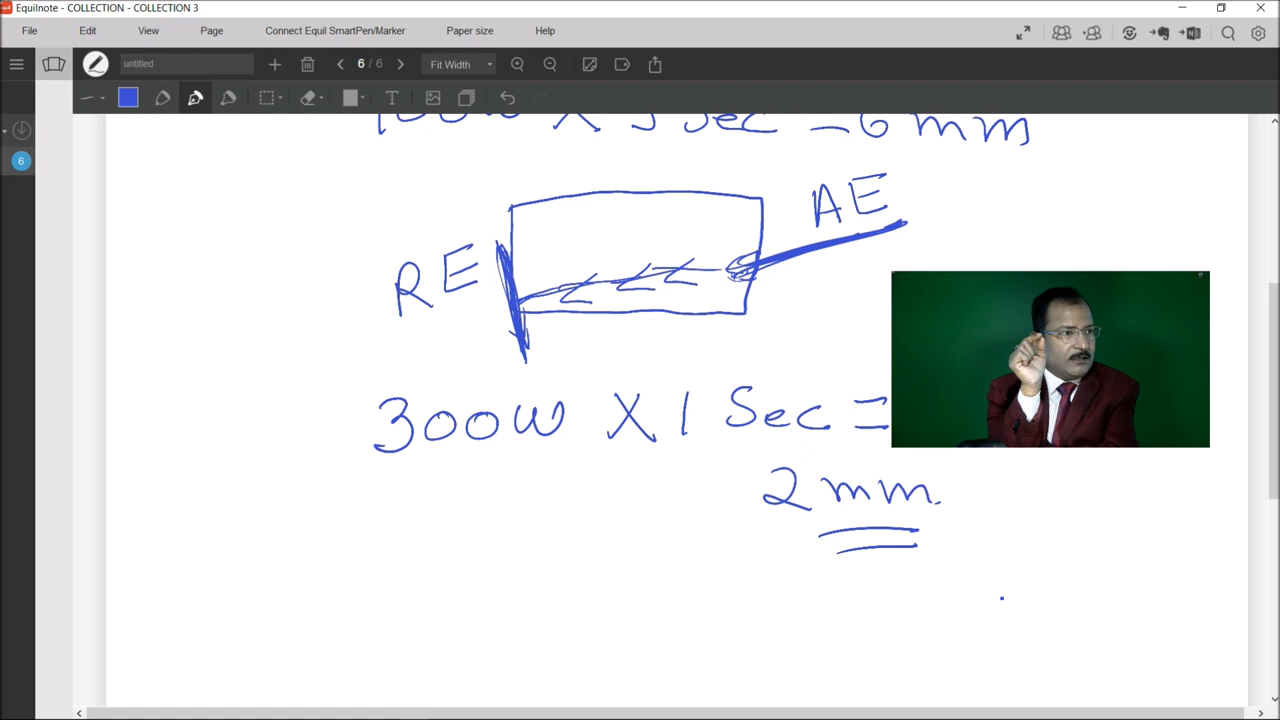 Equilnote - COLLECTION - COLLECTION 3
File Edit View Page Connect Equil SmartPen/Marker Paper size Help
untitled 6 / 6 Fit Width
6
Sec = 6 mm
AE
RE
300W X 1 Sec =
2 mm.